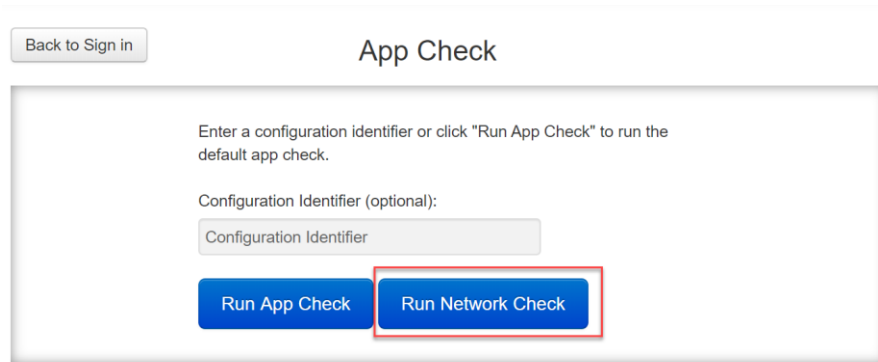 Back to Sign in
App Check
Enter a configuration identifier or click "Run App Check" to run the
default app check.
Configuration Identifier (optional):
Configuration Identifier
Run App Check
Run Network Check